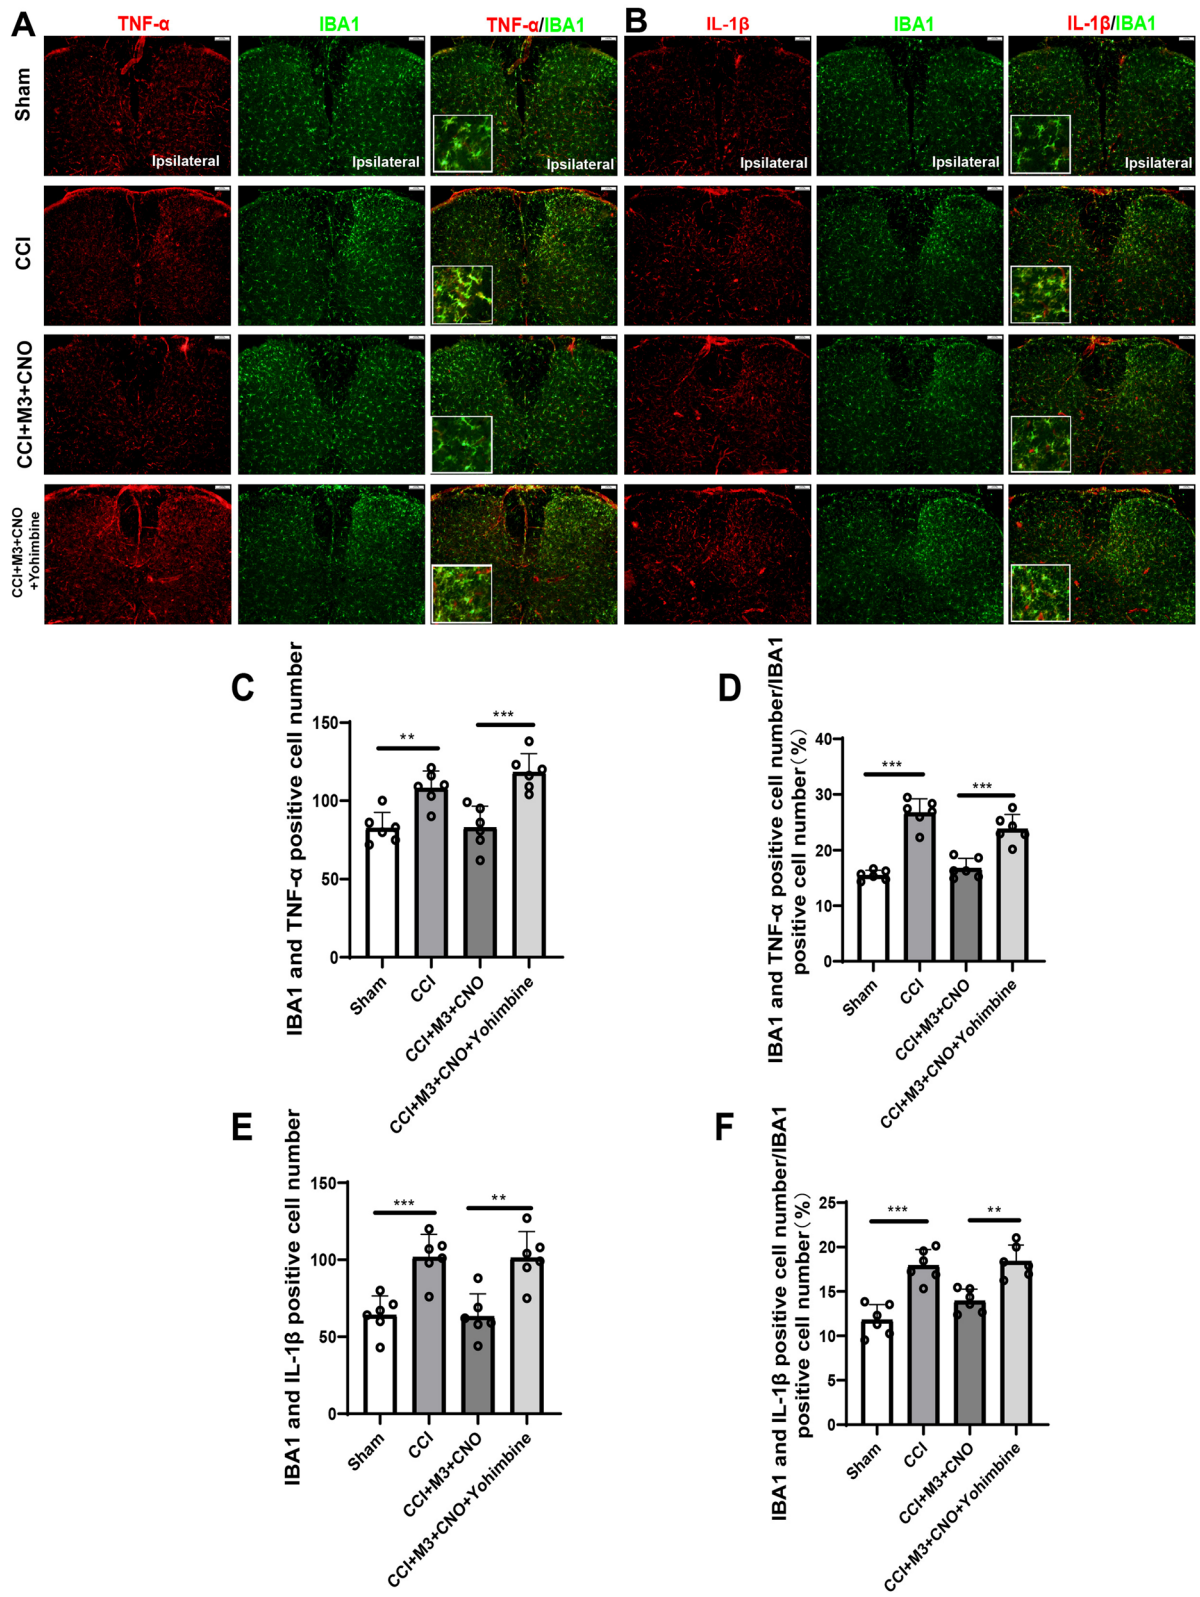 A
TNF-α
IBA1
TNF-α/IBA1
B
IL-1β
IBA1
IL-1β/IBA1
Sham
Ipsilateral
Ipsilateral
Ipsilateral
Ipsilateral
Ipsilateral
Ipsilateral
CCI
CCI+M3+CNO
CCI+M3+CNO
+Yohimbine
C
IBA1 and TNF-α positive cell number
150
100
50
0
**
***
Sham
CCI
CCI+M3+CNO
CCI+M3+CNO+Yohimbine
D
IBA1 and TNF-α positive cell number/IBA1
positive cell number(%)
40
30
20
10
0
***
***
Sham
CCI
CCI+M3+CNO
CCI+M3+CNO+Yohimbine
E
IBA1 and IL-1β positive cell number
150
100
50
0
***
**
Sham
CCI
CCI+M3+CNO
CCI+M3+CNO+Yohimbine
F
IBA1 and IL-1β positive cell number/IBA1
positive cell number(%)
25
20
15
10
5
0
***
**
Sham
CCI
CCI+M3+CNO
CCI+M3+CNO+Yohimbine